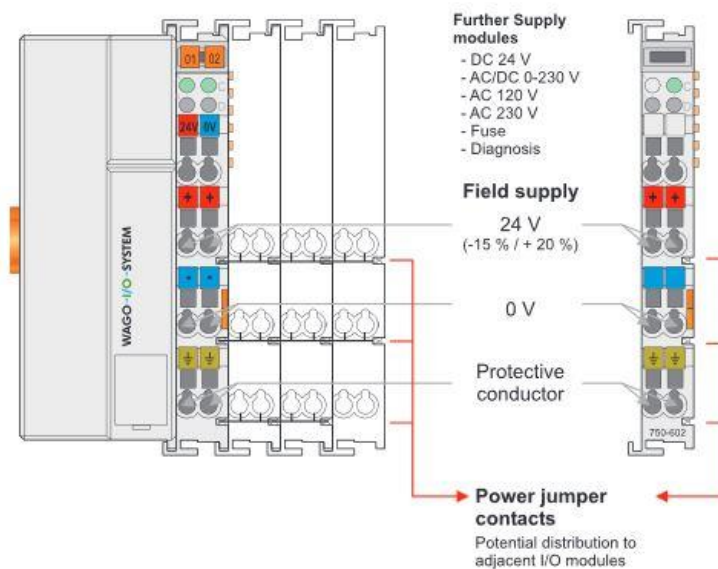 Further Supply
modules
- DC 24 V
- AC/DC 0-230 V
- AC 120 V
- AC 230 V
- Fuse
- Diagnosis
01 02
24V 0V
+ +
+ +
Field supply
24 V
(-15 % / + 20 %)
0 V
Protective
conductor
WAGO-I/O-SYSTEM
750-602
Power jumper
contacts
Potential distribution to
adjacent I/O modules